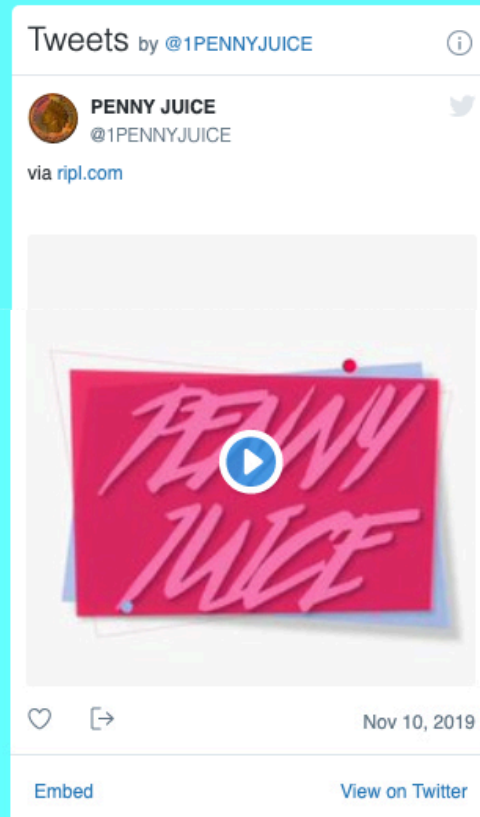 Tweets by @1PENNYJUICE
PENNY JUICE
@1PENNYJUICE
via ripl.com
PENNY
JUICE
Nov 10, 2019
Embed
View on Twitter